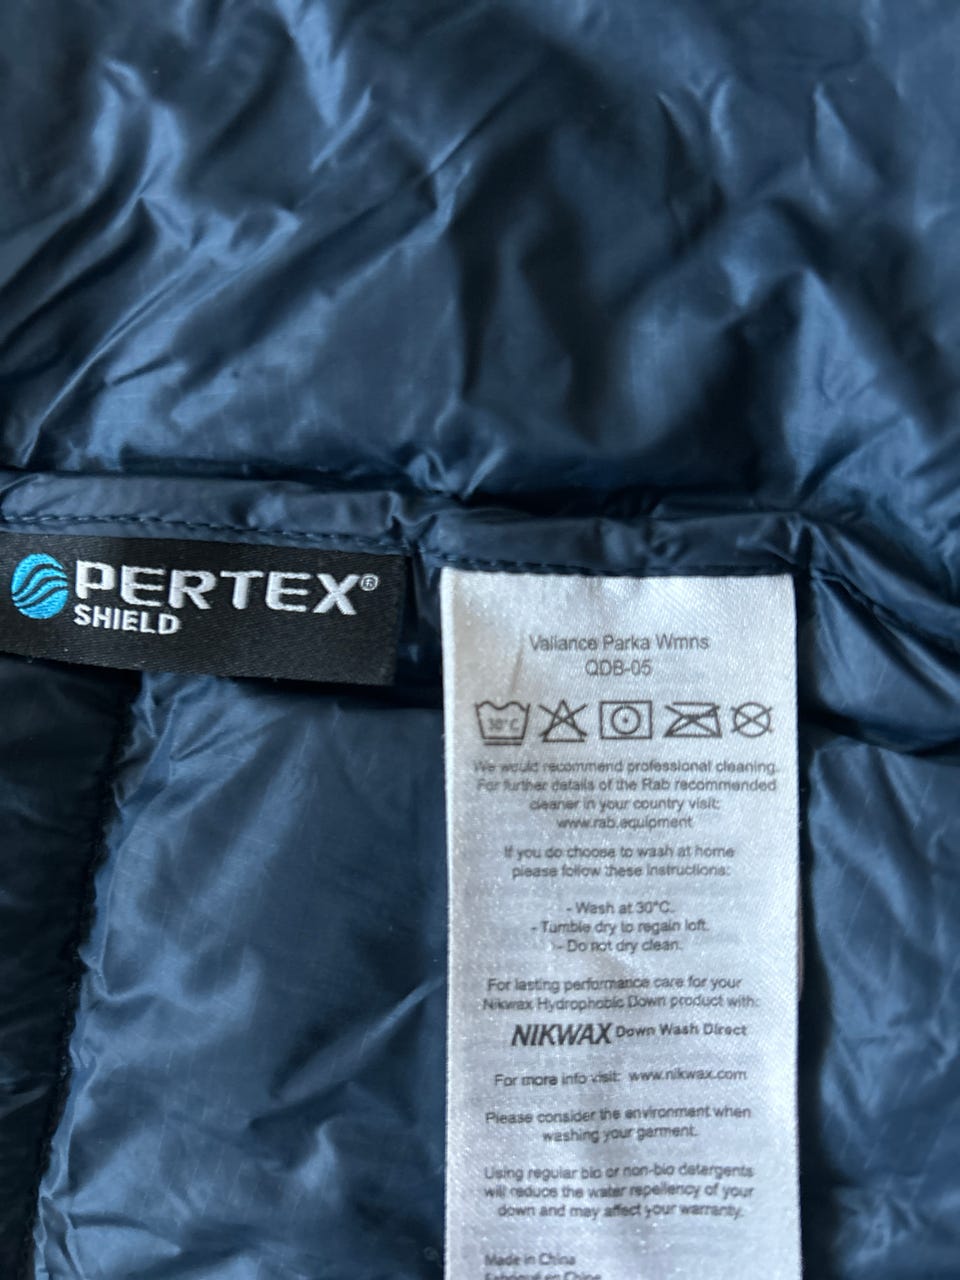 PERTEX®
SHIELD
Valiance Parka Wmns
QDB-05
30°C
We would recommend professional cleaning.
For further details of the Rab recommended
cleaner in your country visit:
www.rab.equipment
If you do choose to wash at home
please follow these instructions:
- Wash at 30°C.
- Tumble dry to regain loft.
- Do not dry clean.
For lasting performance care for your
Nikwax Hydrophobic Down product with:
NIKWAX Down Wash Direct
For more info visit: www.nikwax.com
Please consider the environment when
washing your garment.
Using regular bio or non-bio detergents
will reduce the water repellency of your
down and may affect your warranty.
Made in China
Fabriqué en Chine